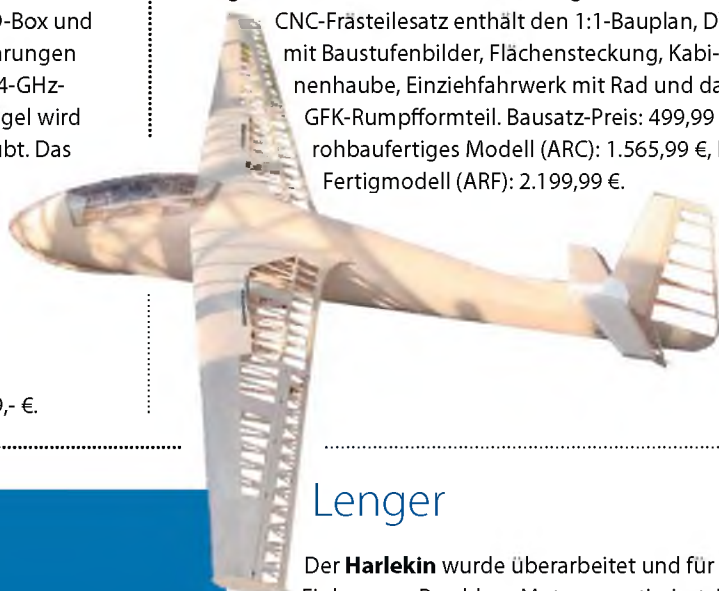 O-Box und
4-GHz-
gel wird
Das
9,- €.
CNC-Frästeilesatz enthält den 1:1-Bauplan, D
mit Baustufenbilder, Flächensteckung, Kabi-
nenhaube, Einziehfahrwerk mit Rad und da
GFK-Rumpfformteil. Bausatz-Preis: 499,99
rohbaufertiges Modell (ARC): 1.565,99 €,
Fertigmodell (ARF): 2.199,99 €.
Lenger
Der Harlekin wurde überarbeitet und für